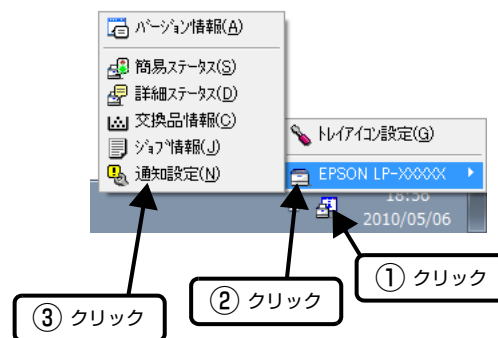 バージョン情報(A)
簡易ステータス(S)
詳細ステータス(D)
交換品情報(C)
ジョブ情報(J)
通知設定(N)
トレイアイコン設定(G)
EPSON LP-XXXXX
18:56
2010/05/06
① クリック
② クリック
③ クリック